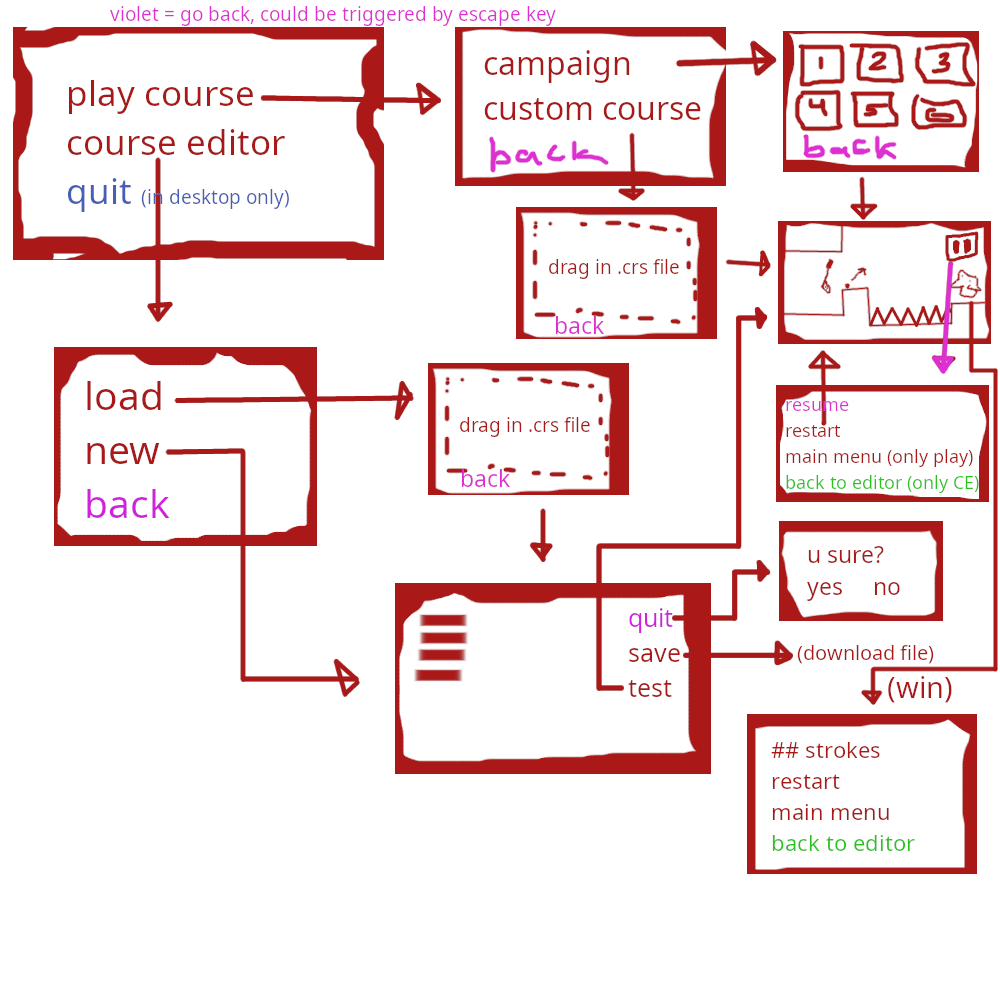 violet = go back, could be triggered by escape key
play course
course editor
quit (in desktop only)
campaign
custom course
back
1 2 3
4 5 6
back
drag in .crs file
back
load
new
back
drag in .crs file
back
resume
restart
main menu (only play)
back to editor (only CE)
u sure?
yes no
quit
save
test
(download file)
(win)
## strokes
restart
main menu
back to editor